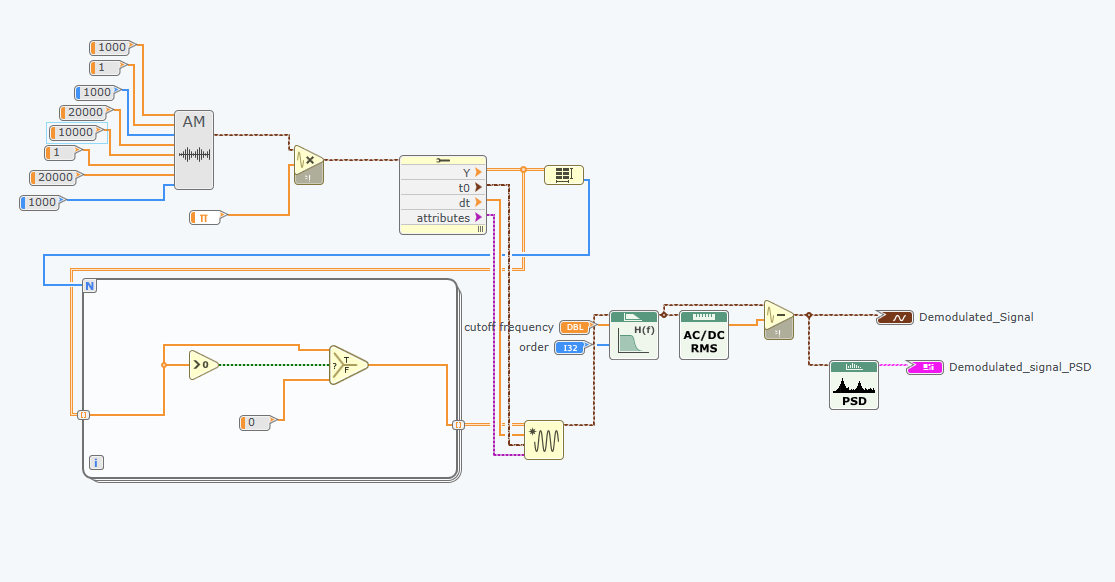 1000
1
1000
20000
10000
1
20000
1000
AM
π
×
Y
t0
dt
attributes
N
> 0
?
T
F
0
i
cutoff frequency
DBL
order
I32
H(f)
AC/DC
RMS
Demodulated_Signal
PSD
Demodulated_signal_PSD